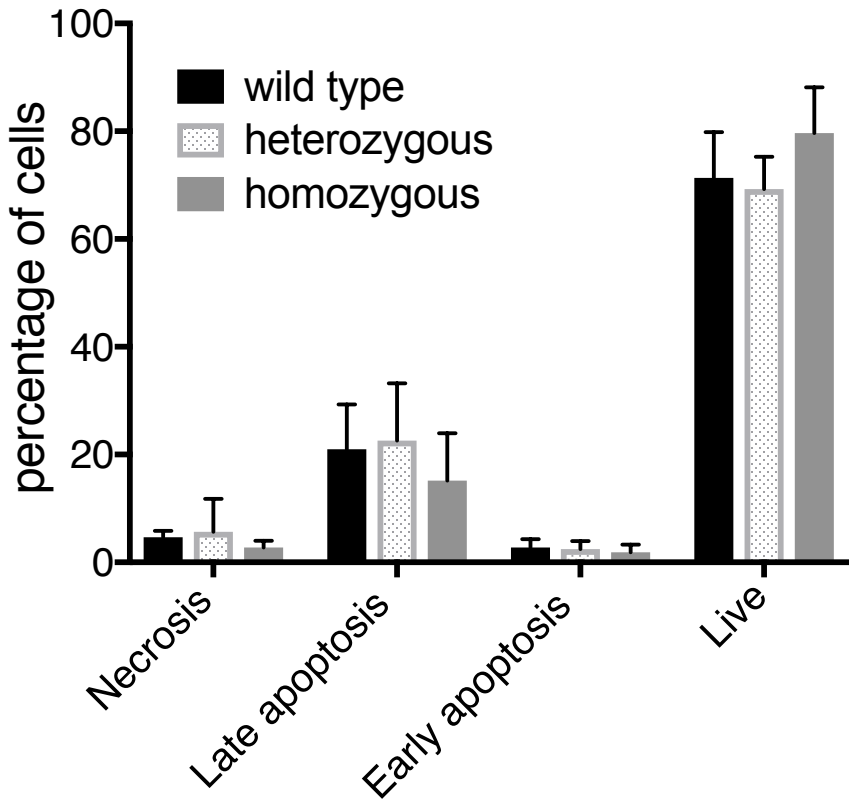 percentage of cells
100
80
60
40
20
0
wild type
heterozygous
homozygous
Necrosis
Late apoptosis
Early apoptosis
Live